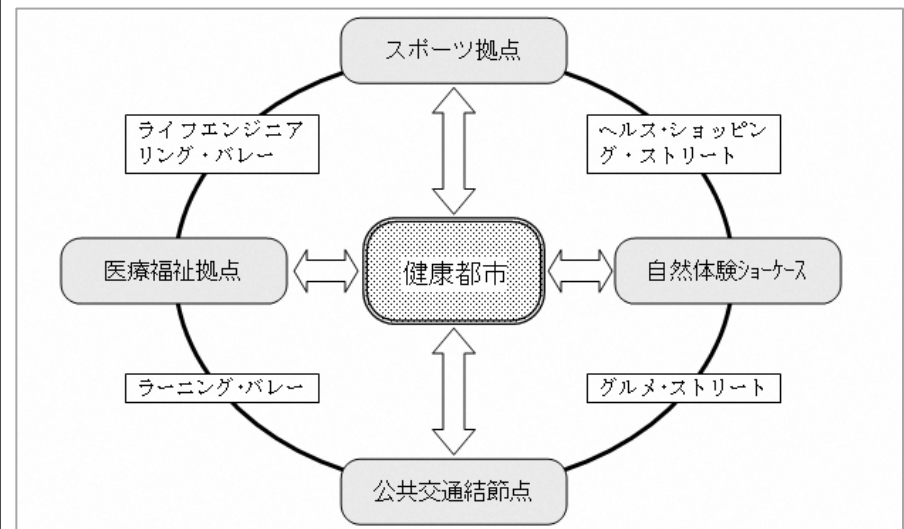 スポーツ拠点
ライフエンジニア
リング・バレー
ヘルス・ショッピン
グ・ストリート
医療福祉拠点
健康都市
自然体験ショーケース
ラーニング・バレー
グルメ・ストリート
公共交通結節点